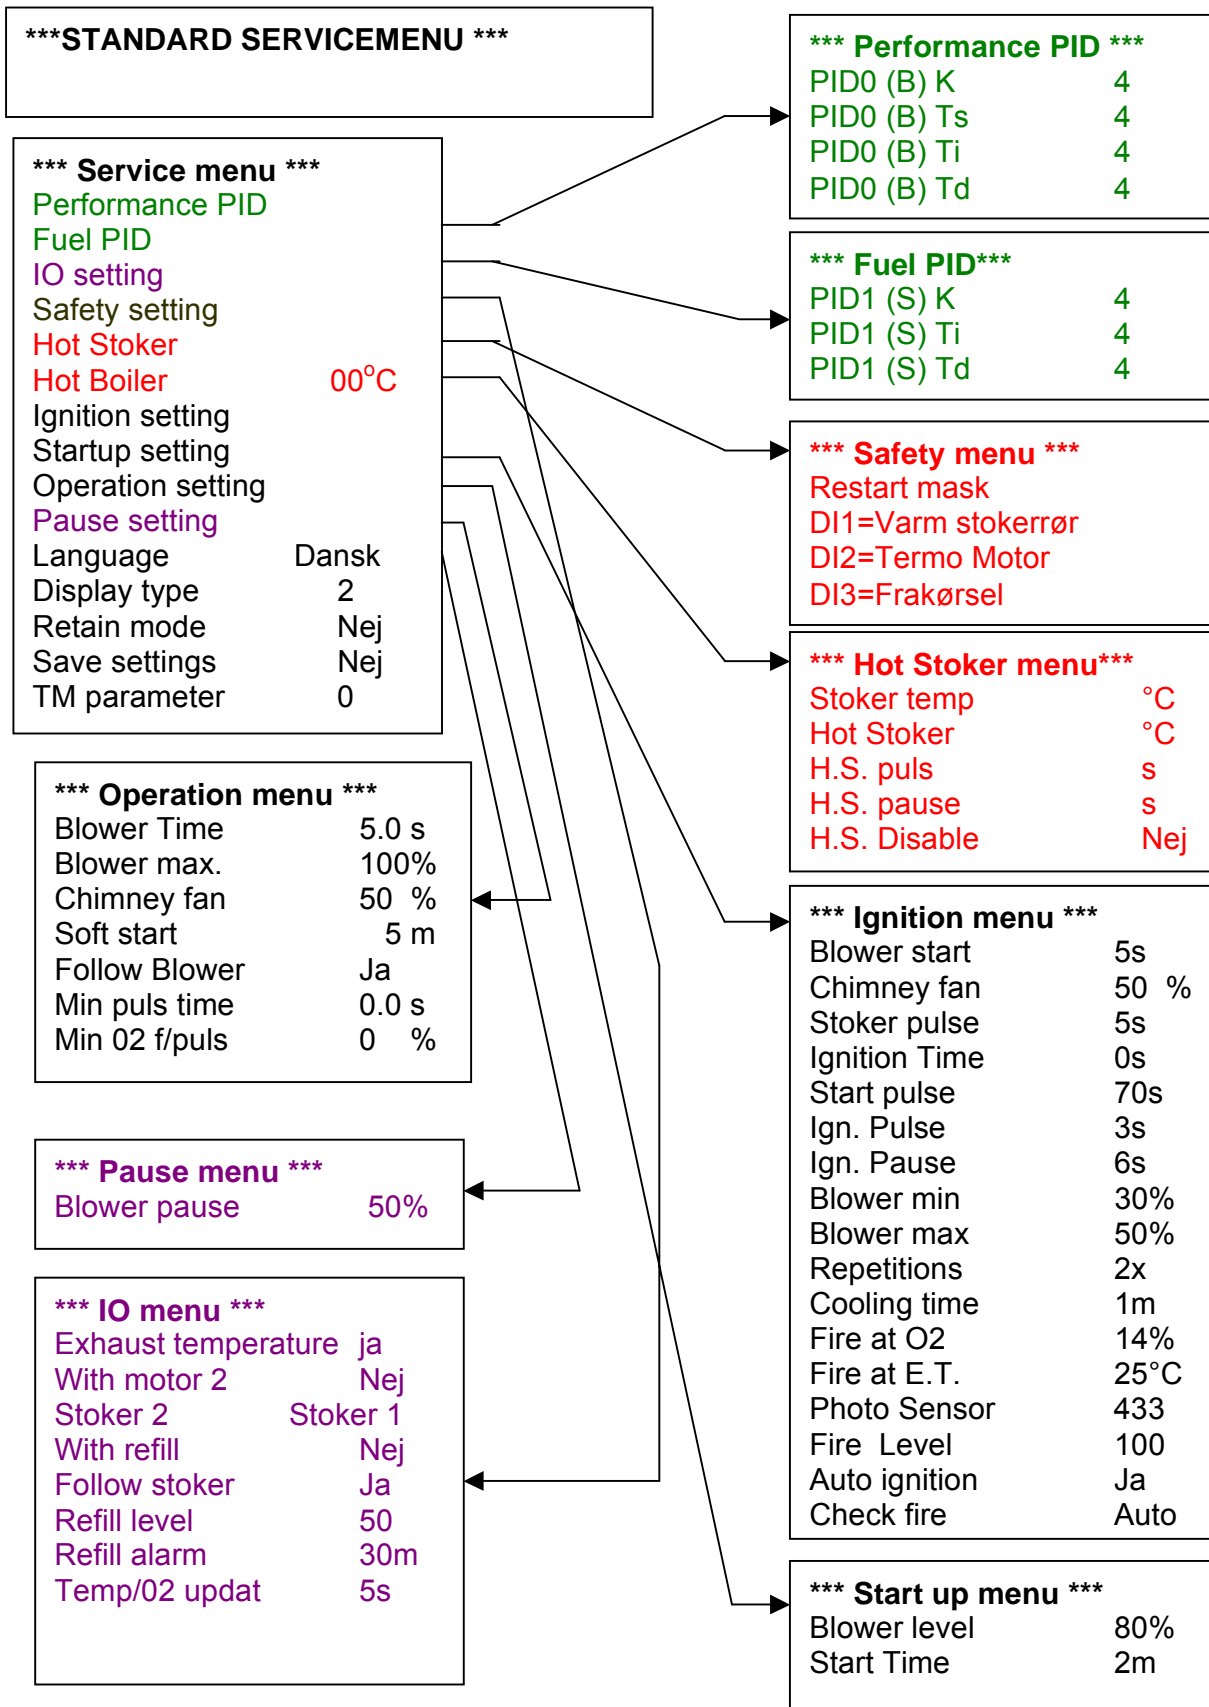 ***STANDARD SERVICEMENU ***
*** Service menu ***
Performance PID
Fuel PID
IO setting
Safety setting
Hot Stoker
Hot Boiler 00°C
Ignition setting
Startup setting
Operation setting
Pause setting
Language Dansk
Display type 2
Retain mode Nej
Save settings Nej
TM parameter 0
*** Operation menu ***
Blower Time 5.0 s
Blower max. 100%
Chimney fan 50 %
Soft start 5 m
Follow Blower Ja
Min puls time 0.0 s
Min 02 f/puls 0 %
*** Pause menu ***
Blower pause 50%
*** IO menu ***
Exhaust temperature ja
With motor 2 Nej
Stoker 2 Stoker 1
With refill Nej
Follow stoker Ja
Refill level 50
Refill alarm 30m
Temp/02 updat 5s
*** Performance PID ***
PID0 (B) K 4
PID0 (B) Ts 4
PID0 (B) Ti 4
PID0 (B) Td 4
*** Fuel PID***
PID1 (S) K 4
PID1 (S) Ti 4
PID1 (S) Td 4
*** Safety menu ***
Restart mask
DI1=Varm stokerrør
DI2=Termo Motor
DI3=Frakørsel
*** Hot Stoker menu***
Stoker temp °C
Hot Stoker °C
H.S. puls s
H.S. pause s
H.S. Disable Nej
*** Ignition menu ***
Blower start 5s
Chimney fan 50 %
Stoker pulse 5s
Ignition Time 0s
Start pulse 70s
Ign. Pulse 3s
Ign. Pause 6s
Blower min 30%
Blower max 50%
Repetitions 2x
Cooling time 1m
Fire at O2 14%
Fire at E.T. 25°C
Photo Sensor 433
Fire Level 100
Auto ignition Ja
Check fire Auto
*** Start up menu ***
Blower level 80%
Start Time 2m